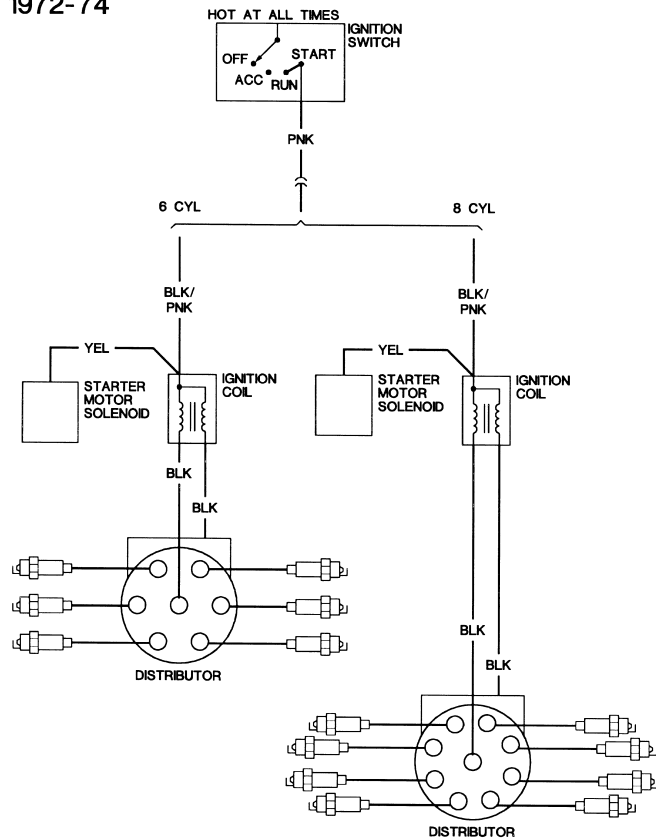 1972-74
HOT AT ALL TIMES
IGNITION
SWITCH
OFF
START
ACC
RUN
PNK
6 CYL
8 CYL
BLK/
PNK
BLK/
PNK
YEL
YEL
STARTER
MOTOR
SOLENOID
IGNITION
COIL
STARTER
MOTOR
SOLENOID
IGNITION
COIL
BLK
BLK
BLK
BLK
DISTRIBUTOR
DISTRIBUTOR